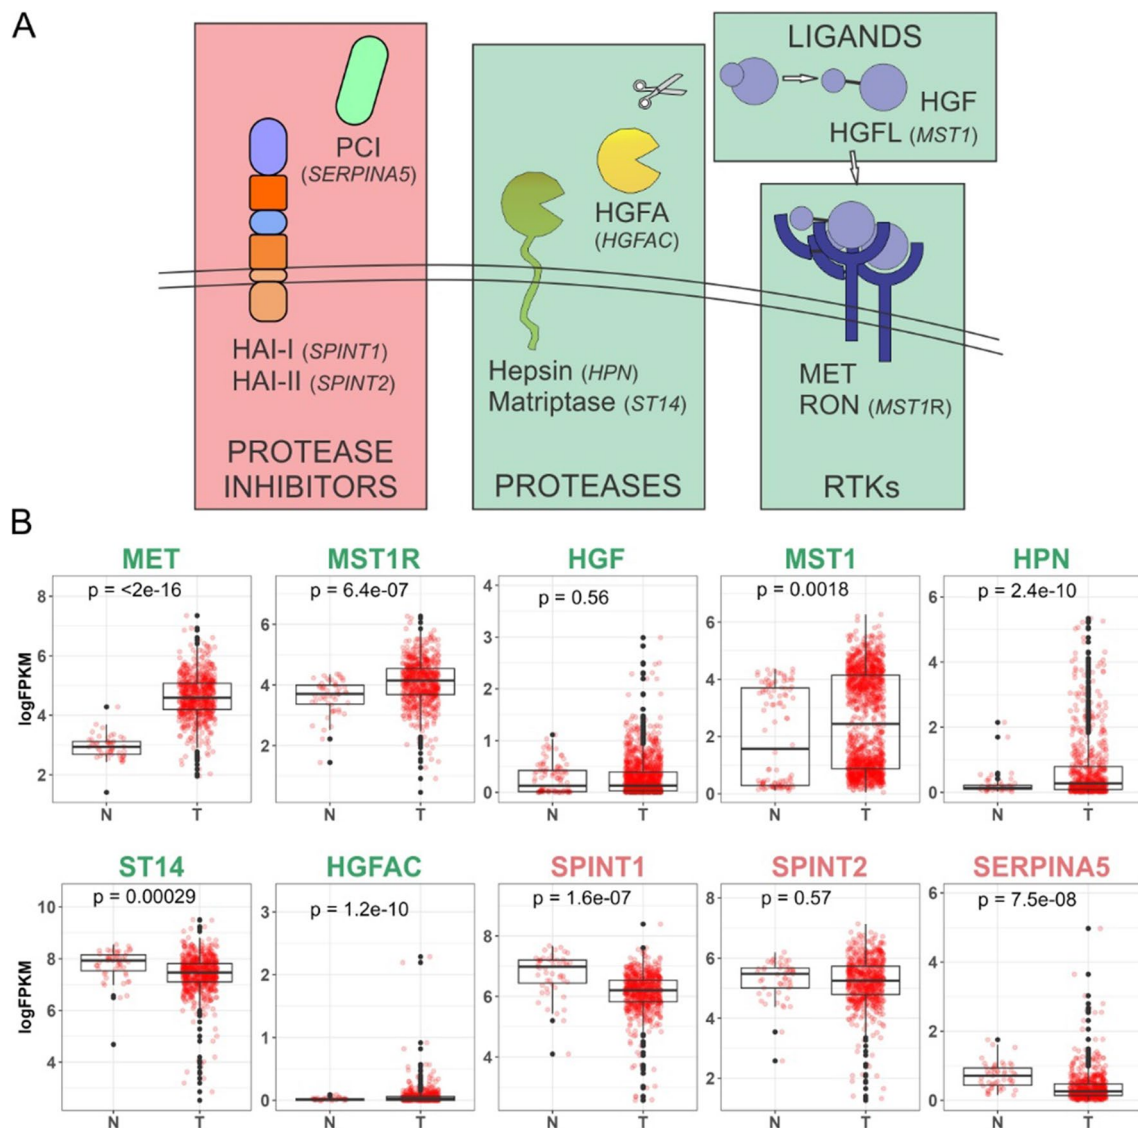 A
PCI
(SERPINA5)
HAI-I (SPINT1)
HAI-II (SPINT2)
PROTEASE
INHIBITORS
HGFA
(HGFAC)
Hepsin (HPN)
Matriptase (ST14)
PROTEASES
LIGANDS
HGF
HGFL (MST1)
MET
RON (MST1R)
RTKs
B
MET
p = <2e-16
logFPKM
8
6
4
2
N T
MST1R
p = 6.4e-07
6
4
2
N T
HGF
p = 0.56
4
3
2
1
0
N T
MST1
p = 0.0018
6
4
2
0
N T
HPN
p = 2.4e-10
6
4
2
0
N T
ST14
p = 0.00029
logFPKM
10
8
6
4
N T
HGFAC
p = 1.2e-10
3
2
1
0
N T
SPINT1
p = 1.6e-07
8
6
4
N T
SPINT2
p = 0.57
8
6
4
2
N T
SERPINA5
p = 7.5e-08
6
4
2
0
N T